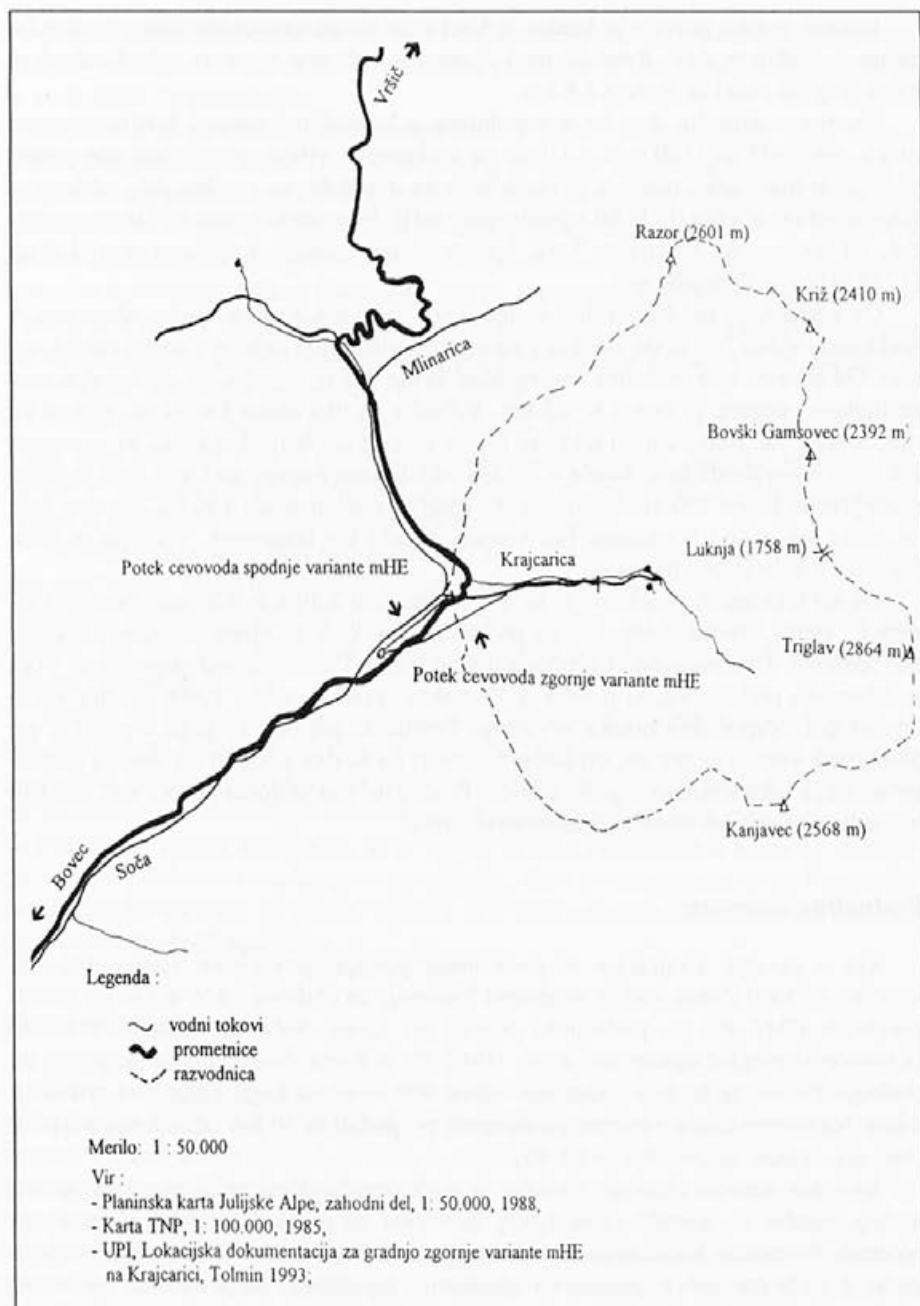 Vršič
Razor (2601 m)
Križ (2410 m)
Mlinarica
Bovški Gamsovec (2392 m)
Luknja (1758 m)
Krajcarica
Potek cevovoda spodnje variante mHE
Triglav (2864 m)
Potek cevovoda zgornje variante mHE
Kanjavec (2568 m)
Bovec
Soča
Legenda :
vodni tokovi
prometnice
razvodnica
Merilo: 1 : 50.000
Vir :
- Planinska karta Julijske Alpe, zahodni del, 1: 50.000, 1988,
- Karta TNP, 1: 100.000, 1985,
- UPI, Lokacijska dokumentacija za gradnjo zgornje variante mHE
na Krajcarici, Tolmin 1993;